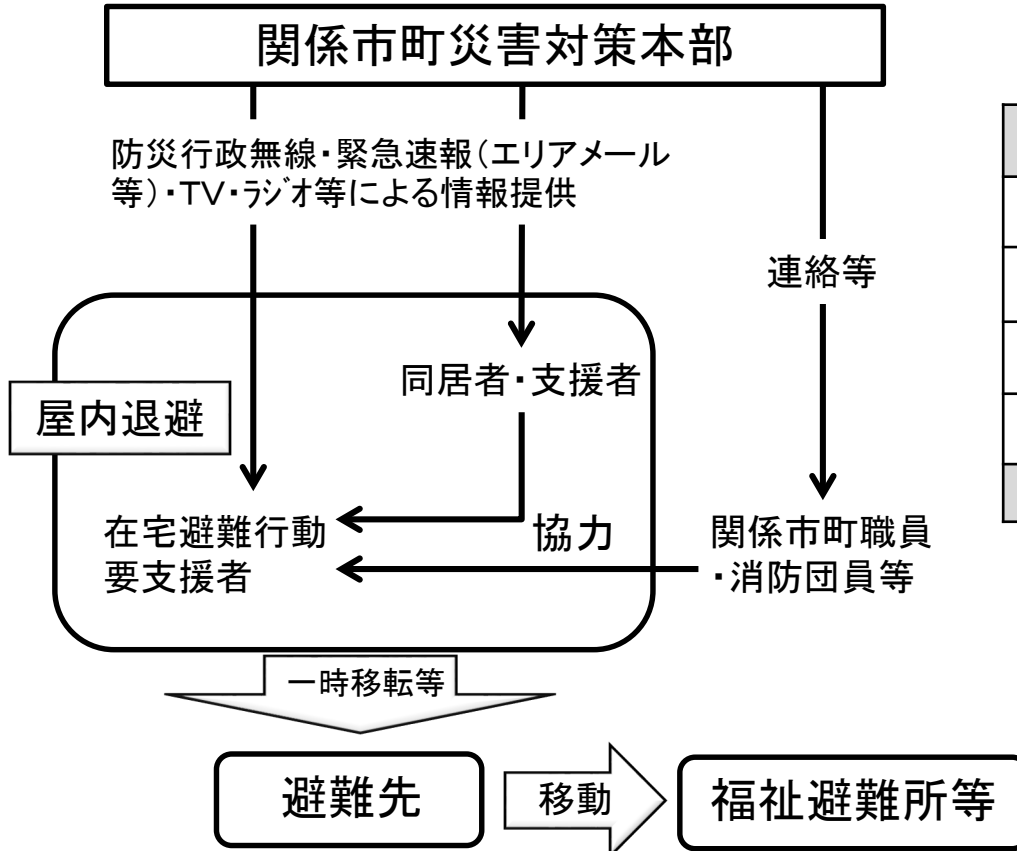 関係市町災害対策本部
防災行政無線・緊急速報(エリアメール
等)・TV・ラジオ等による情報提供
連絡等
同居者・支援者
屋内退避
在宅避難行動
要支援者
協力
関係市町職員
・消防団員等
一時移転等
避難先
移動
福祉避難所等